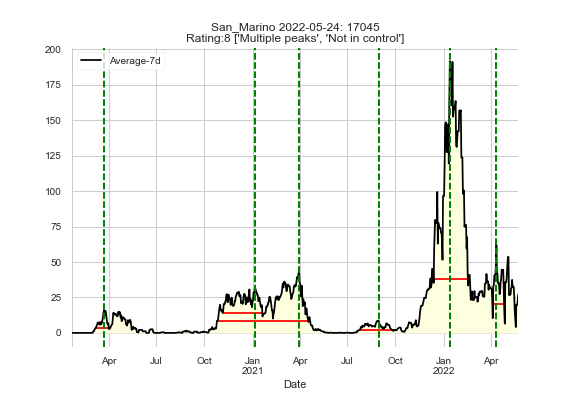 San_Marino 2022-05-24: 17045
Rating:8 ['Multiple peaks', 'Not in control']
Average-7d
200
175
150
125
100
75
50
25
0
Apr Jul Oct Jan Apr Jul Oct Jan Apr
2021 2022
Date